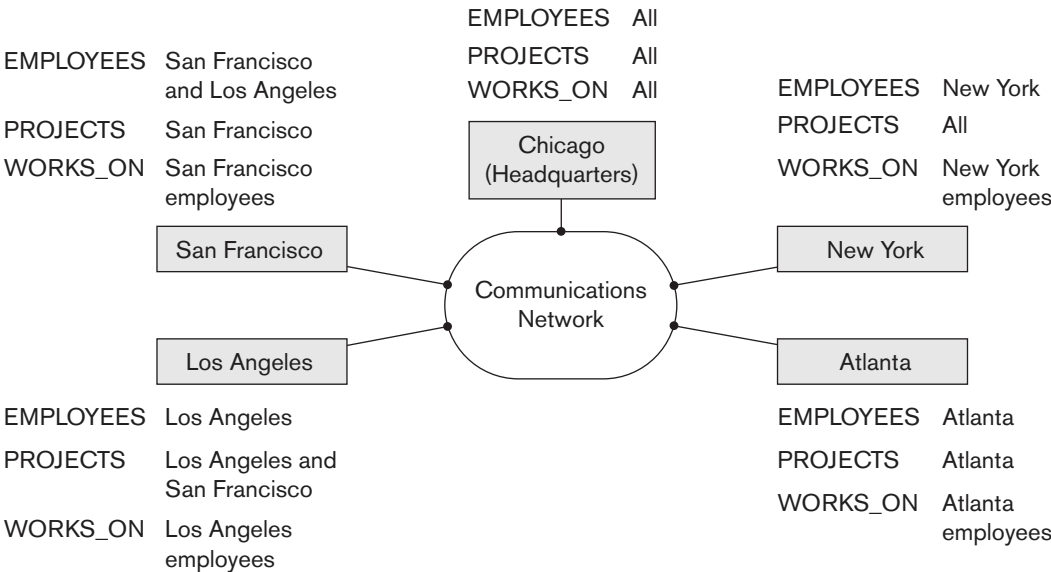 EMPLOYEES All
PROJECTS All
WORKS_ON All
Chicago
(Headquarters)
EMPLOYEES San Francisco
and Los Angeles
PROJECTS San Francisco
WORKS_ON San Francisco
employees
San Francisco
EMPLOYEES New York
PROJECTS All
WORKS_ON New York
employees
New York
Communications
Network
Los Angeles
EMPLOYEES Los Angeles
PROJECTS Los Angeles and
San Francisco
WORKS_ON Los Angeles
employees
Atlanta
EMPLOYEES Atlanta
PROJECTS Atlanta
WORKS_ON Atlanta
employees